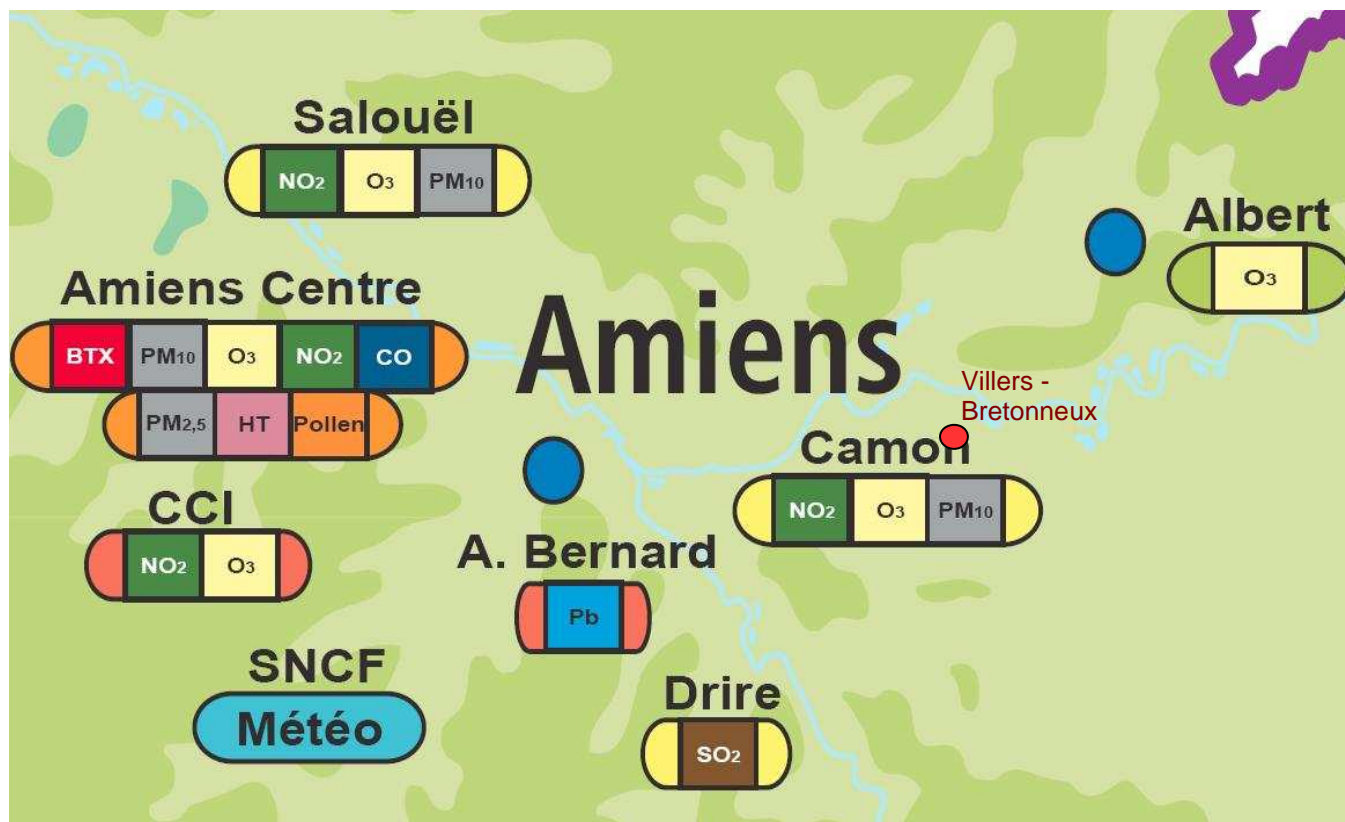 Salouël
NO2 O3 PM10
Albert
O3
Amiens Centre
BTX PM10 O3 NO2 CO
PM2,5 HT Pollen
Amiens
Villers -
Bretonneux
Camon
NO2 O3 PM10
CCI
NO2 O3
A. Bernard
Pb
SNCF
Météo
Drire
SO2